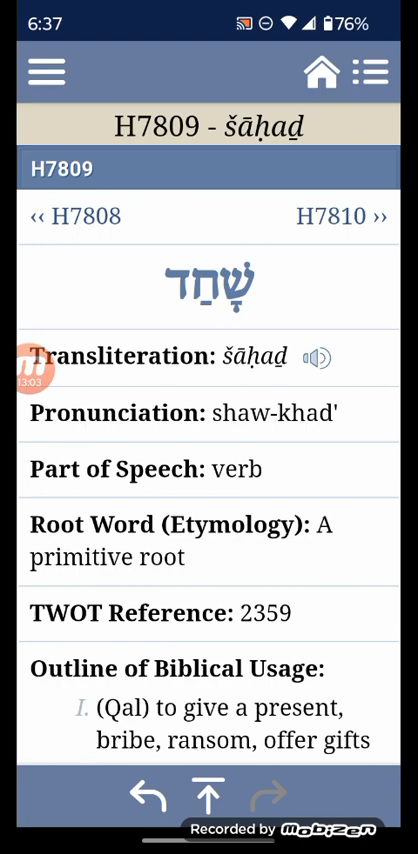 6:37 76%
H7809 - šāḥaḏ
H7809
‹‹ H7808 H7810 ››
שָׁחַד
Transliteration: šāḥaḏ
13:03
Pronunciation: shaw-khad'
Part of Speech: verb
Root Word (Etymology): A
primitive root
TWOT Reference: 2359
Outline of Biblical Usage:
I. (Qal) to give a present,
bribe, ransom, offer gifts
Recorded by mobizen